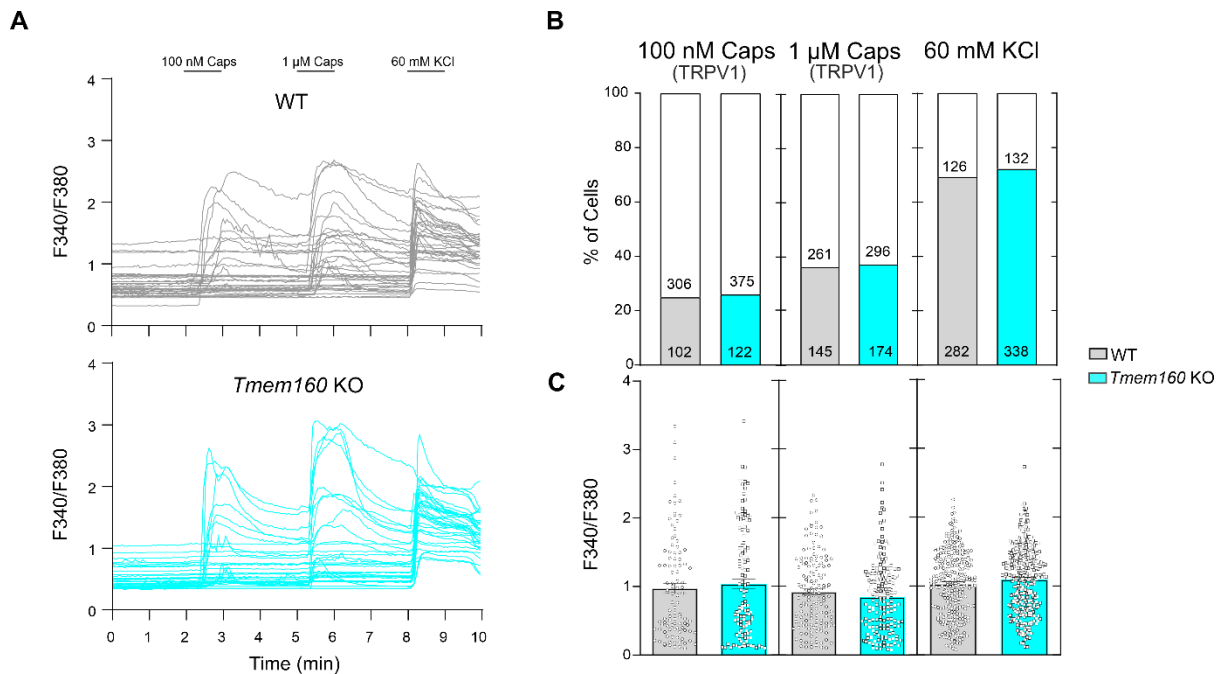 A
100 nM Caps 1 µM Caps 60 mM KCl
WT
4
3
2
1
0
F340/F380
Tmem160 KO
4
3
2
1
0
F340/F380
0 1 2 3 4 5 6 7 8 9 10
Time (min)
B
100 nM Caps 1 µM Caps 60 mM KCl
(TRPV1) (TRPV1)
100
80
60
40
20
0
% of Cells
306 375 261 296 126 132
102 122 145 174 282 338
WT
Tmem160 KO
C
4
3
2
1
0
F340/F380